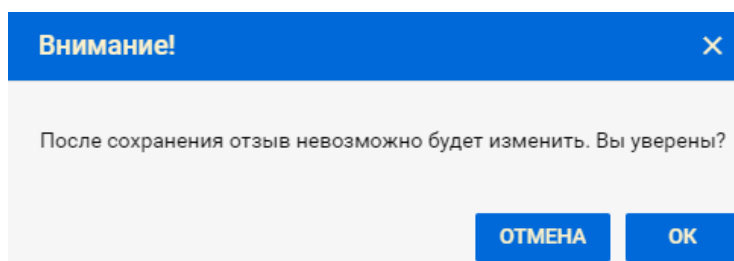 Внимание!
После сохранения отзыв невозможно будет изменить. Вы уверены?
ОТМЕНА ОК